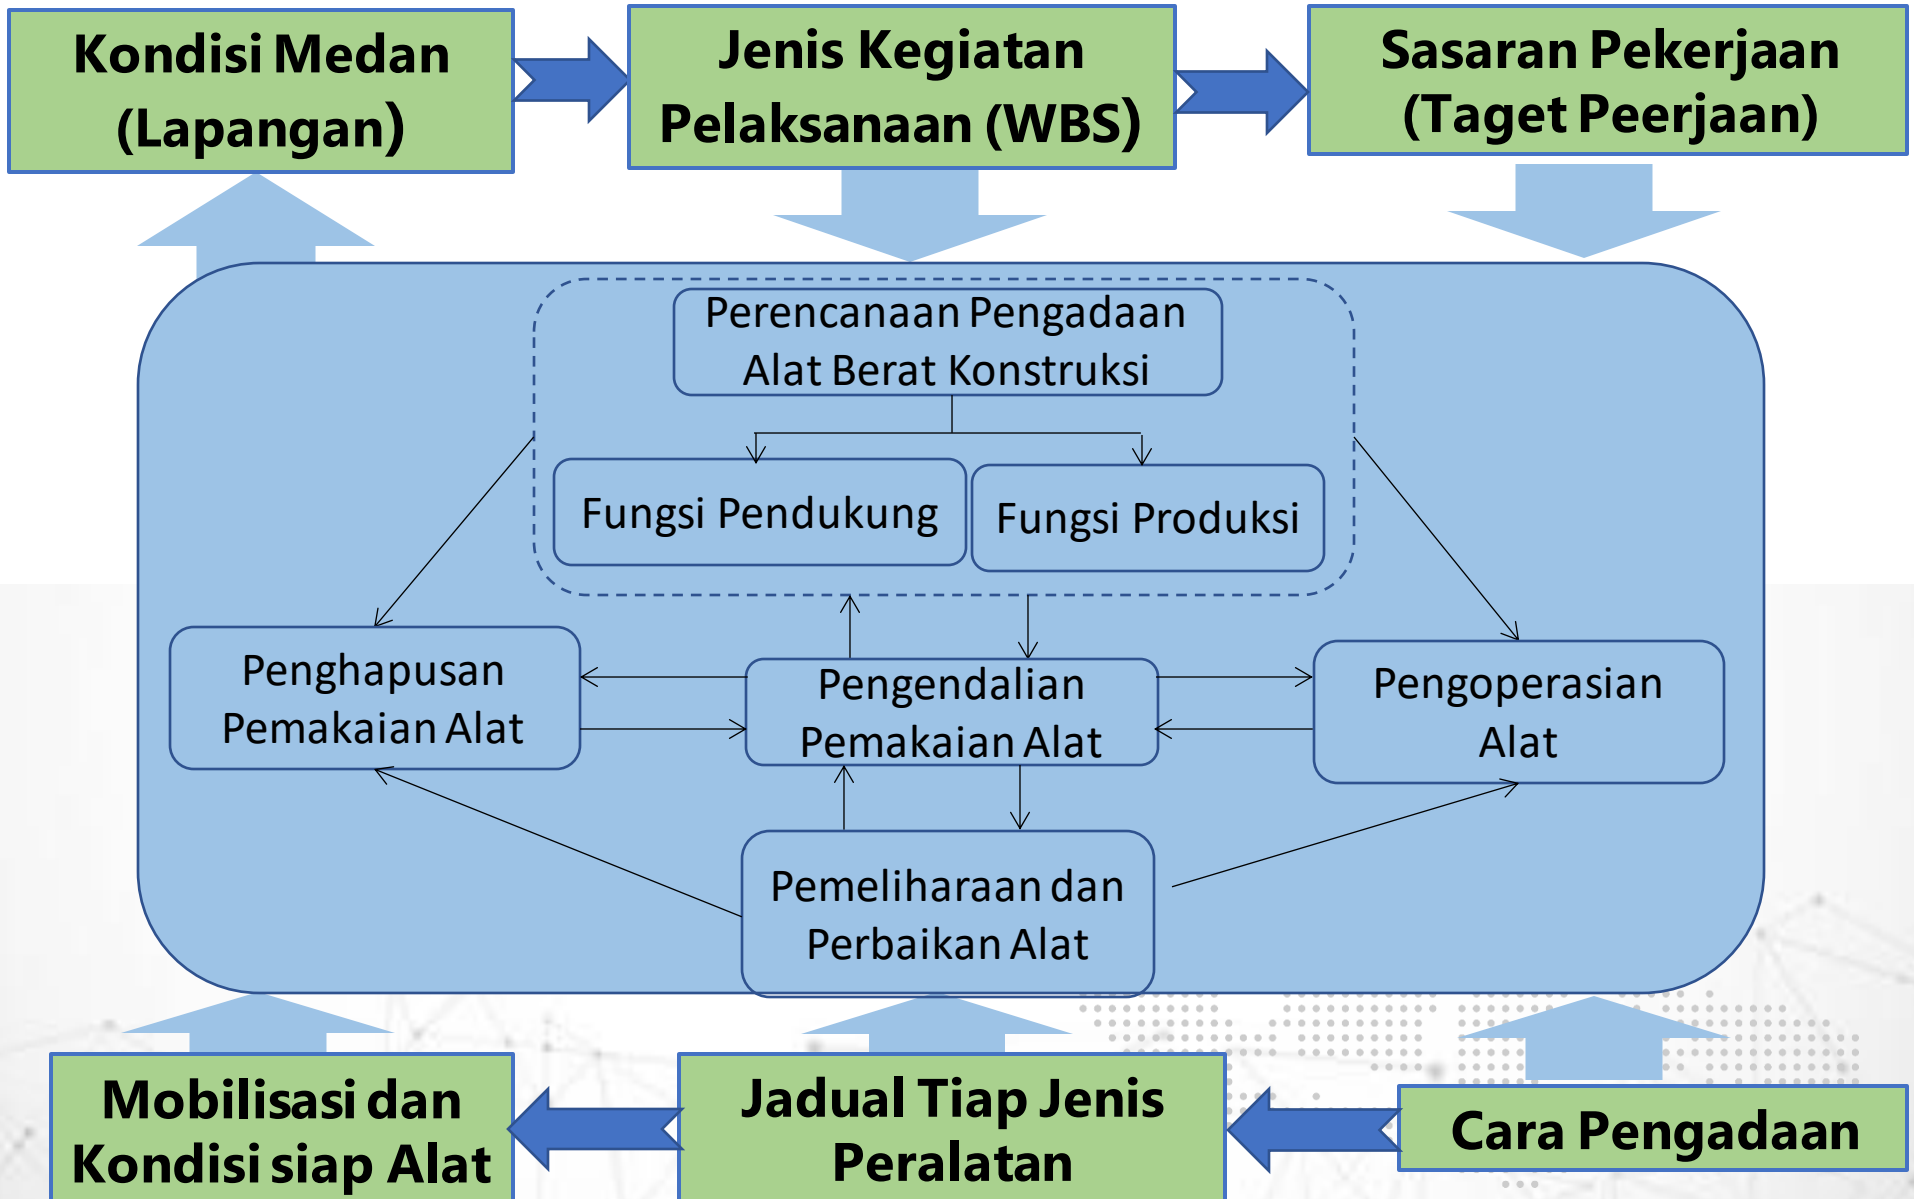 Kondisi Medan
(Lapangan)
Jenis Kegiatan
Pelaksanaan (WBS)
Sasaran Pekerjaan
(Taget Peerjaan)
Perencanaan Pengadaan
Alat Berat Konstruksi
Fungsi Pendukung
Fungsi Produksi
Penghapusan
Pemakaian Alat
Pengendalian
Pemakaian Alat
Pengoperasian
Alat
Pemeliharaan dan
Perbaikan Alat
Mobilisasi dan
Kondisi siap Alat
Jadual Tiap Jenis
Peralatan
Cara Pengadaan